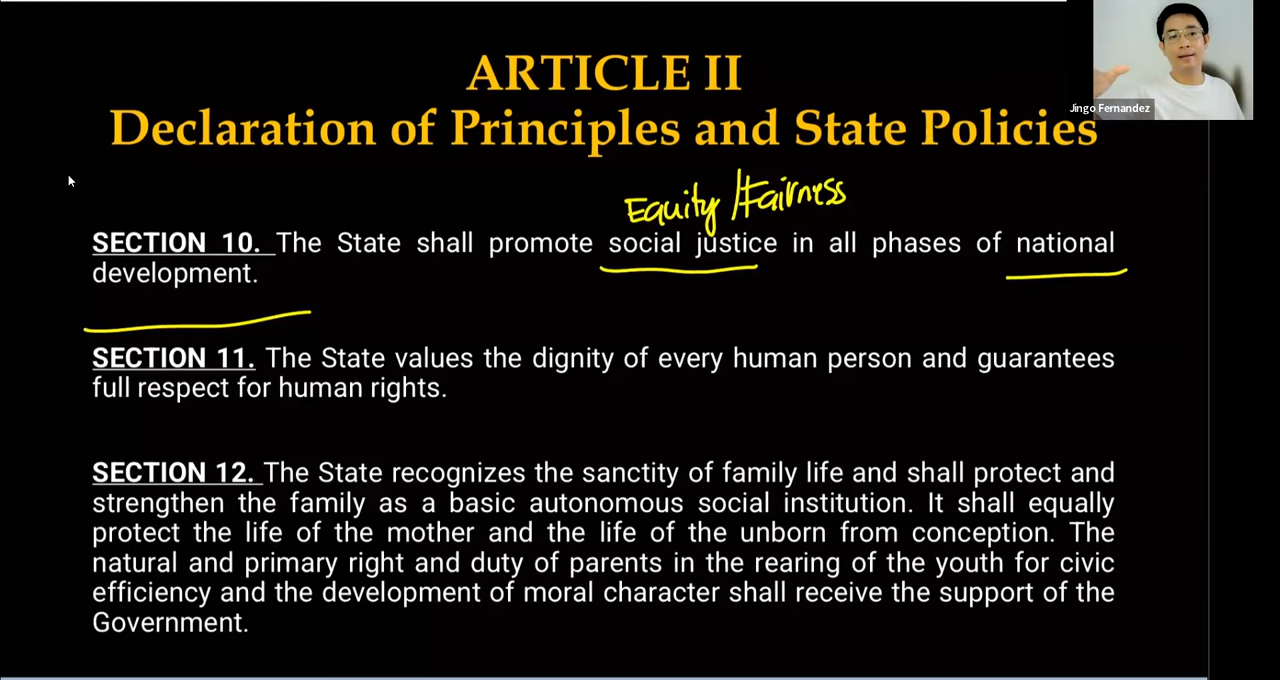 ARTICLE II
Jingo Fernandez
Declaration of Principles and State Policies
Equity/Fairness
SECTION 10. The State shall promote social justice in all phases of national
development.
SECTION 11. The State values the dignity of every human person and guarantees
full respect for human rights.
SECTION 12. The State recognizes the sanctity of family life and shall protect and
strengthen the family as a basic autonomous social institution. It shall equally
protect the life of the mother and the life of the unborn from conception. The
natural and primary right and duty of parents in the rearing of the youth for civic
efficiency and the development of moral character shall receive the support of the
Government.